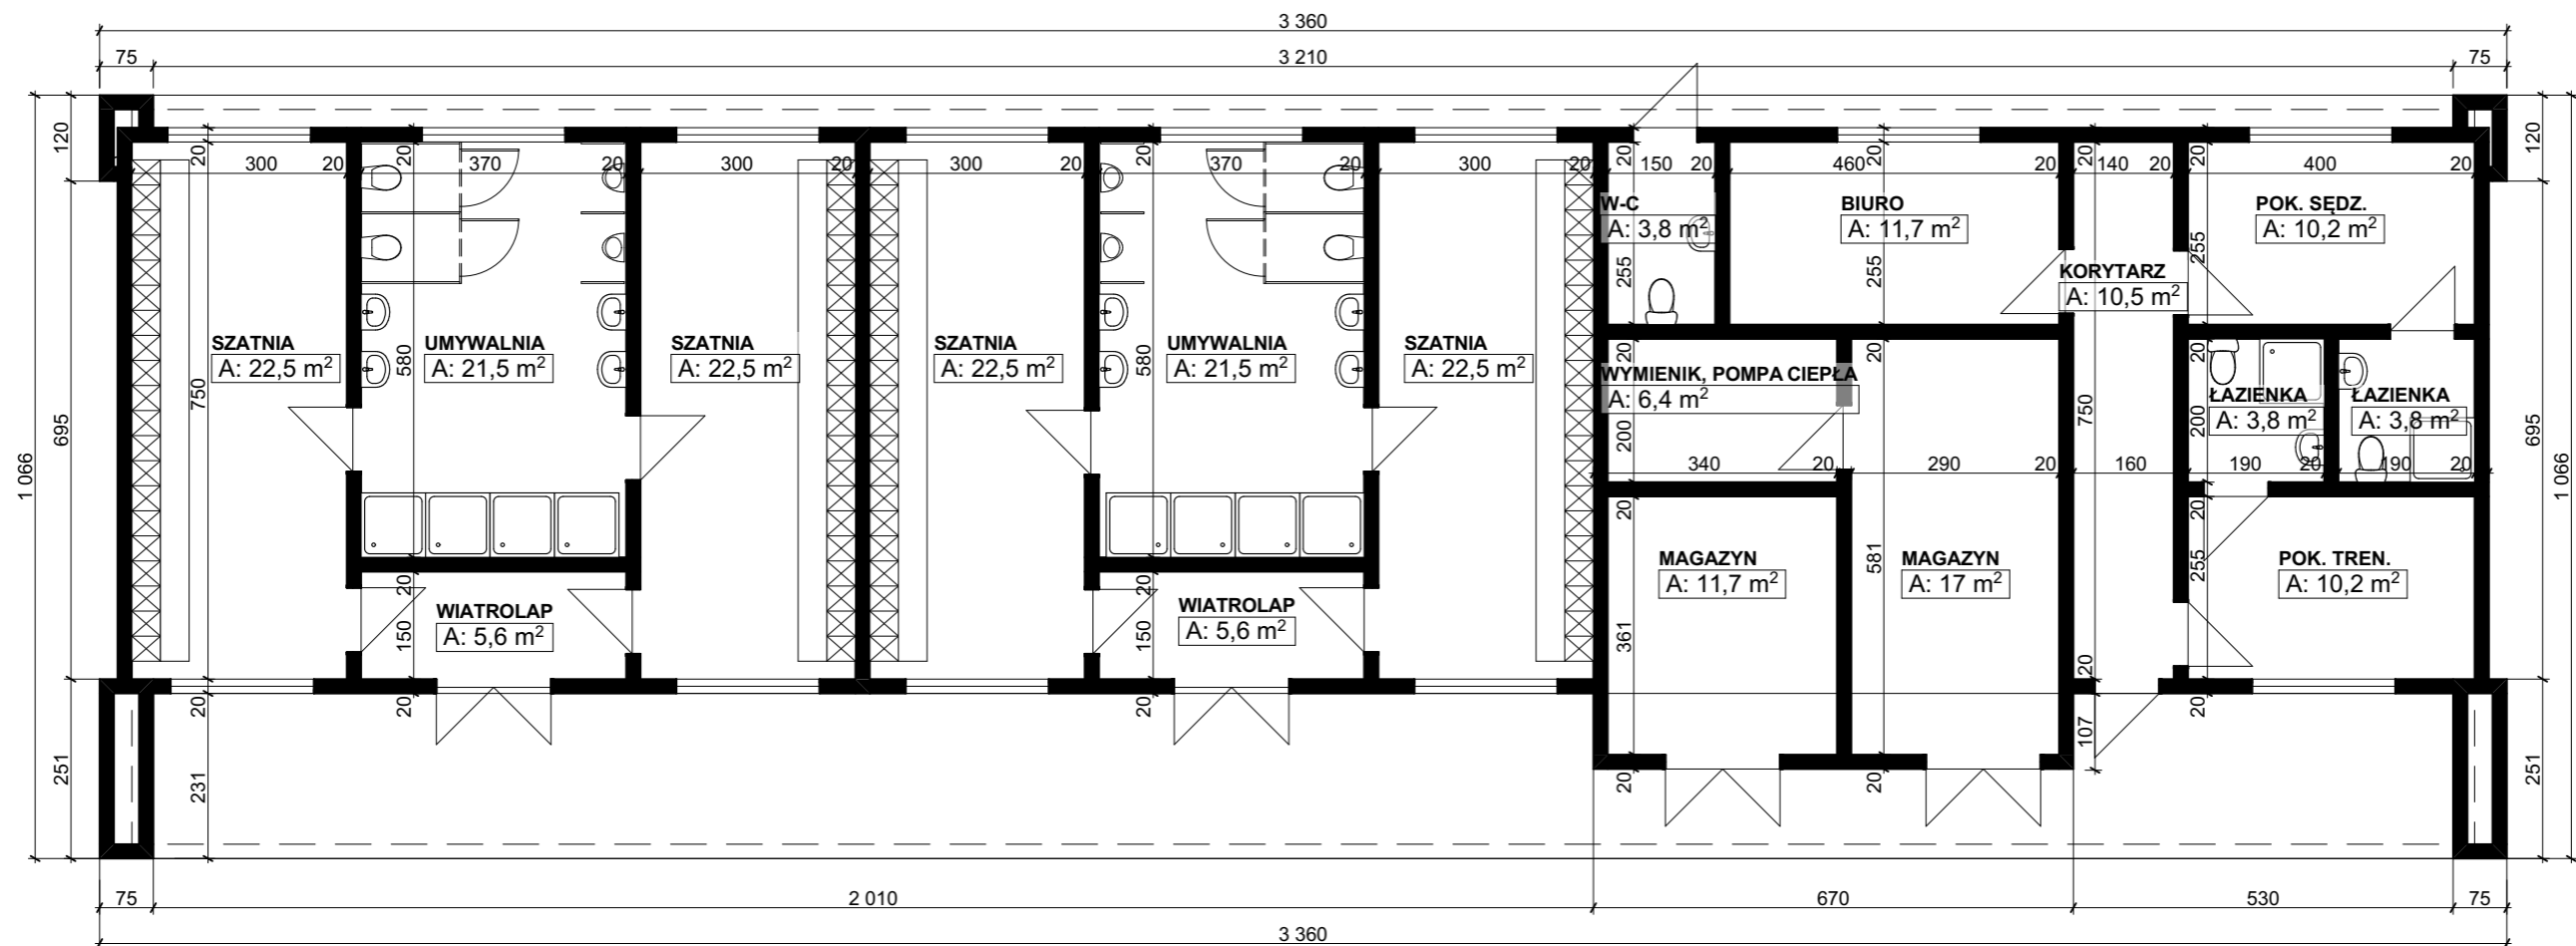 3 360
75 3 210 75
120 20 300 20 20 370 20 300 20 300 20 20 370 20 300 20 20 150 20 460 20 20 20 140 20 20 400 20 120
W-C
A: 3,8 m²
BIURO
A: 11,7 m²
POK. SĘDZ.
A: 10,2 m²
255 255 255
KORYTARZ
A: 10,5 m²
SZATNIA
A: 22,5 m²
UMYWALNIA
A: 21,5 m²
SZATNIA
A: 22,5 m²
SZATNIA
A: 22,5 m²
UMYWALNIA
A: 21,5 m²
SZATNIA
A: 22,5 m²
750 580 580 20 20 20 20
WYMIENIK, POMPA CIEPŁA
A: 6,4 m²
ŁAZIENKA
A: 3,8 m²
ŁAZIENKA
A: 3,8 m²
1 066 695 200 750 200 695 1 066
340 20 290 20 160 190 20 190 20
20 20
MAGAZYN
A: 11,7 m²
MAGAZYN
A: 17 m²
POK. TREN.
A: 10,2 m²
581 255
WIATROLAP
A: 5,6 m²
WIATROLAP
A: 5,6 m²
20 150 20 150 361 20
20 20 20 20
251 231 107 251
20 20
75 2 010 670 530 75
3 360